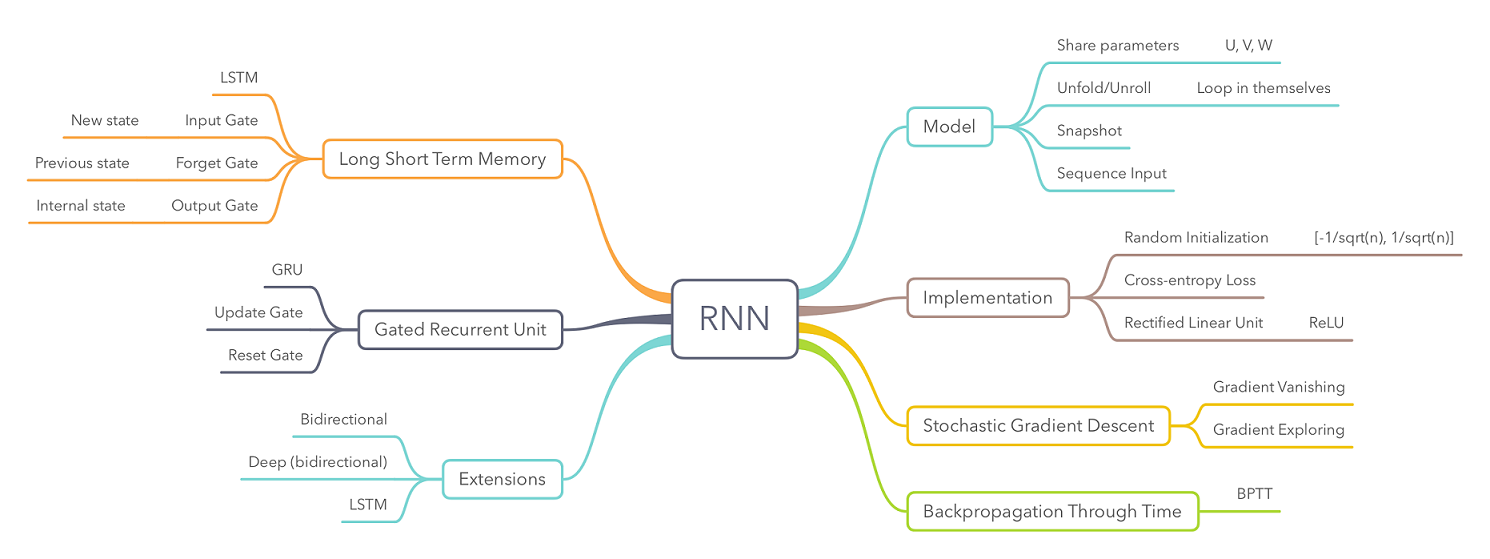 RNN
Model
Share parameters U, V, W
Unfold/Unroll Loop in themselves
Snapshot
Sequence Input
Implementation
Random Initialization [-1/sqrt(n), 1/sqrt(n)]
Cross-entropy Loss
Rectified Linear Unit ReLU
Stochastic Gradient Descent
Gradient Vanishing
Gradient Exploring
Backpropagation Through Time
BPTT
Long Short Term Memory
LSTM
New state Input Gate
Previous state Forget Gate
Internal state Output Gate
Gated Recurrent Unit
GRU
Update Gate
Reset Gate
Extensions
Bidirectional
Deep (bidirectional)
LSTM